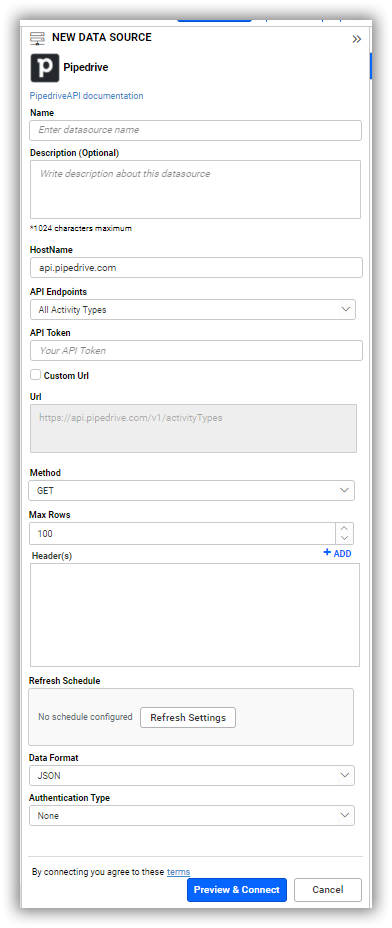 NEW DATA SOURCE
p Pipedrive
PipedriveAPI documentation
Name
Enter datasource name
Description (Optional)
Write description about this datasource
*1024 characters maximum
HostName
api.pipedrive.com
API Endpoints
All Activity Types
API Token
Your API Token
Custom Url
Url
https://api.pipedrive.com/v1/activityTypes
Method
GET
Max Rows
100
Header(s) + ADD
Refresh Schedule
No schedule configured Refresh Settings
Data Format
JSON
Authentication Type
None
By connecting you agree to these terms
Preview & Connect Cancel